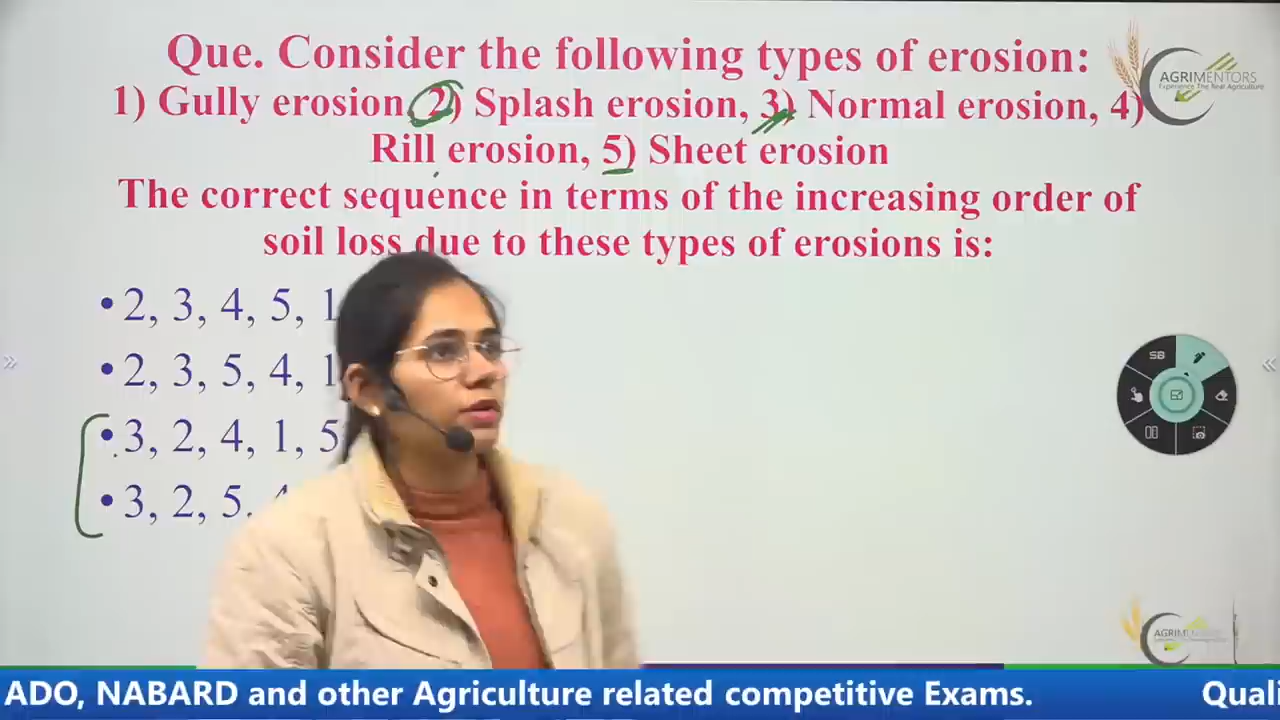 Que. Consider the following types of erosion:
1) Gully erosion, 2) Splash erosion, 3) Normal erosion, 4)
Rill erosion, 5) Sheet erosion
The correct sequence in terms of the increasing order of
soil loss due to these types of erosions is:
• 2, 3, 4, 5, 1
• 2, 3, 5, 4, 1
• 3, 2, 4, 1, 5
• 3, 2, 5,
AGRIMENTORS
Experience The Real Agriculture
SB
ADO, NABARD and other Agriculture related competitive Exams.